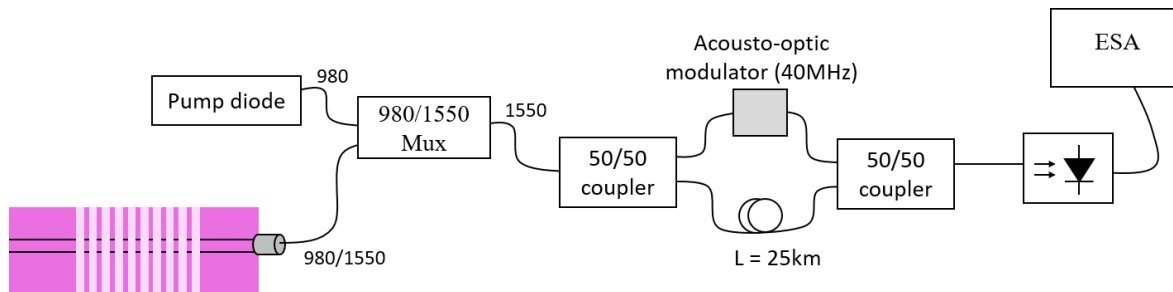 Pump diode
980
980/1550
Mux
1550
980/1550
50/50
coupler
Acousto-optic
modulator (40MHz)
L = 25km
50/50
coupler
ESA